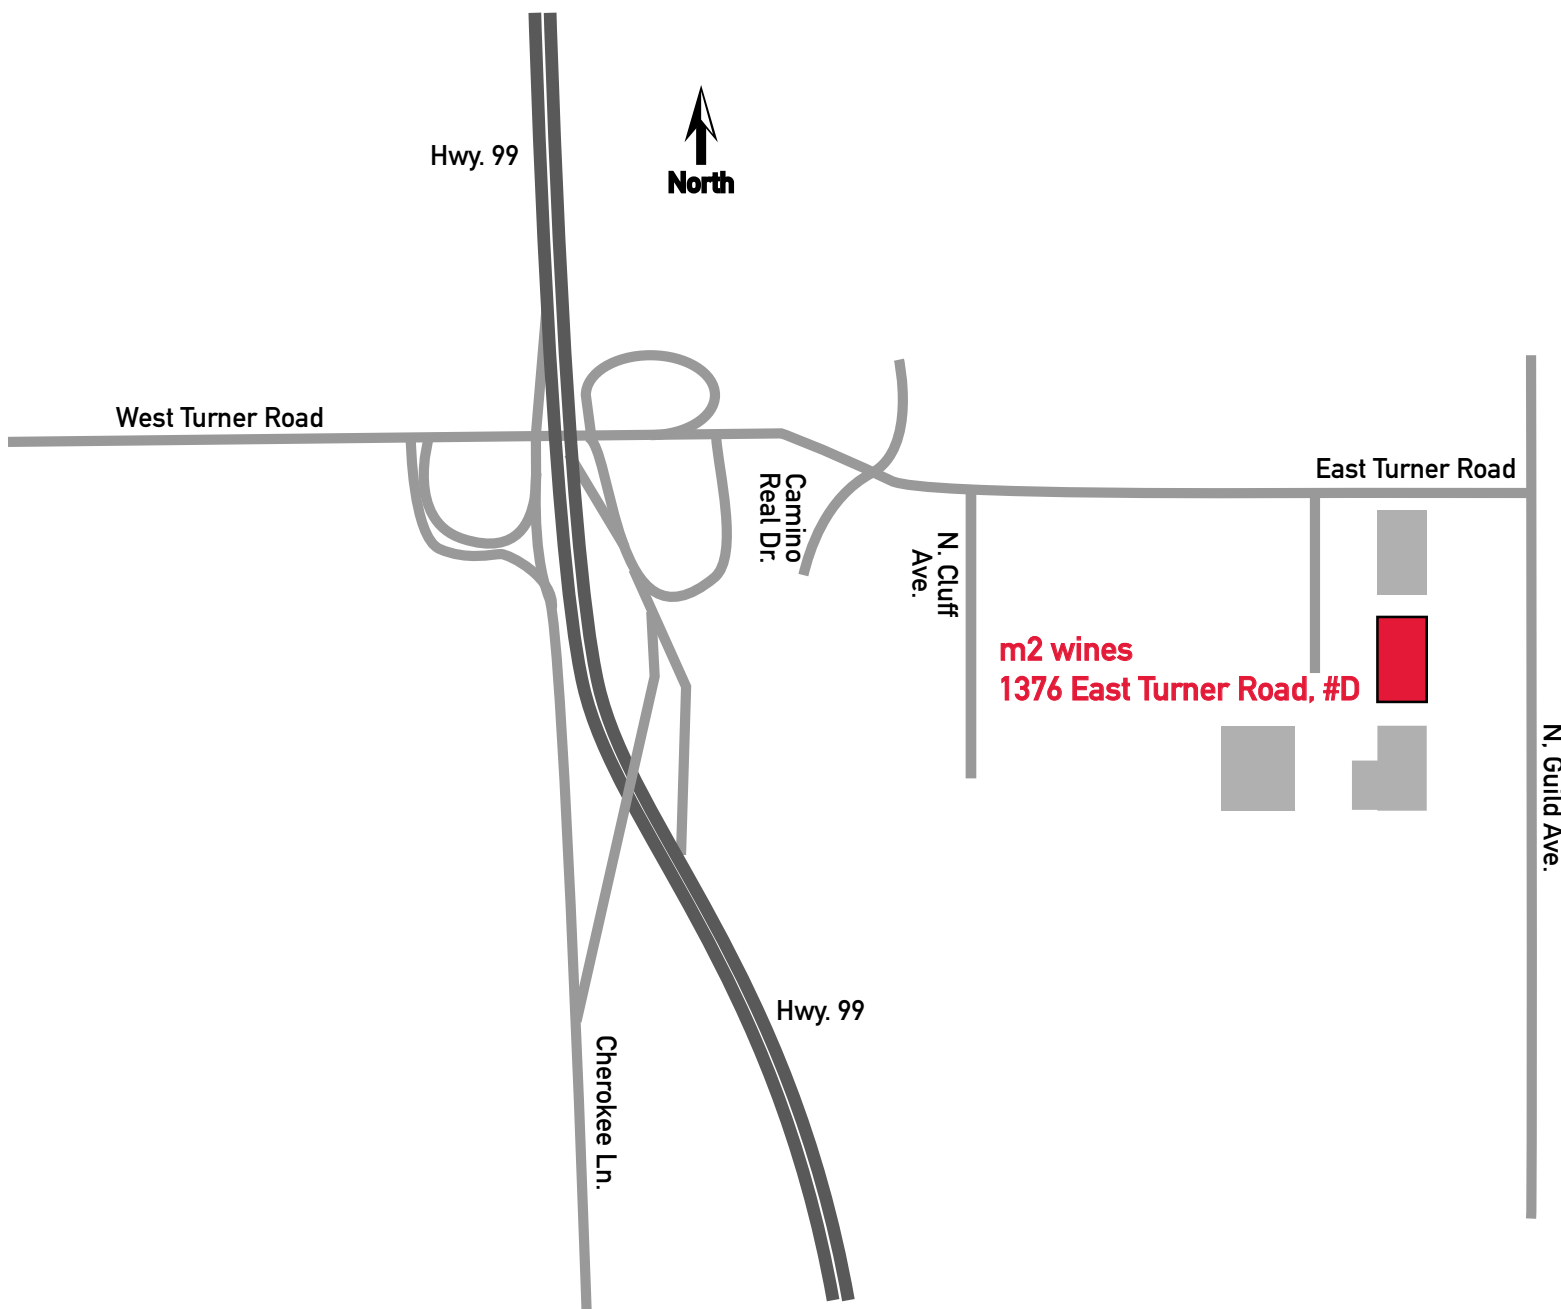 Hwy. 99
North
West Turner Road
East Turner Road
Camino
Real Dr.
N. Cluff
Ave.
m2 wines
1376 East Turner Road, #D
N, Guild Ave.
Hwy. 99
Cherokee Ln.